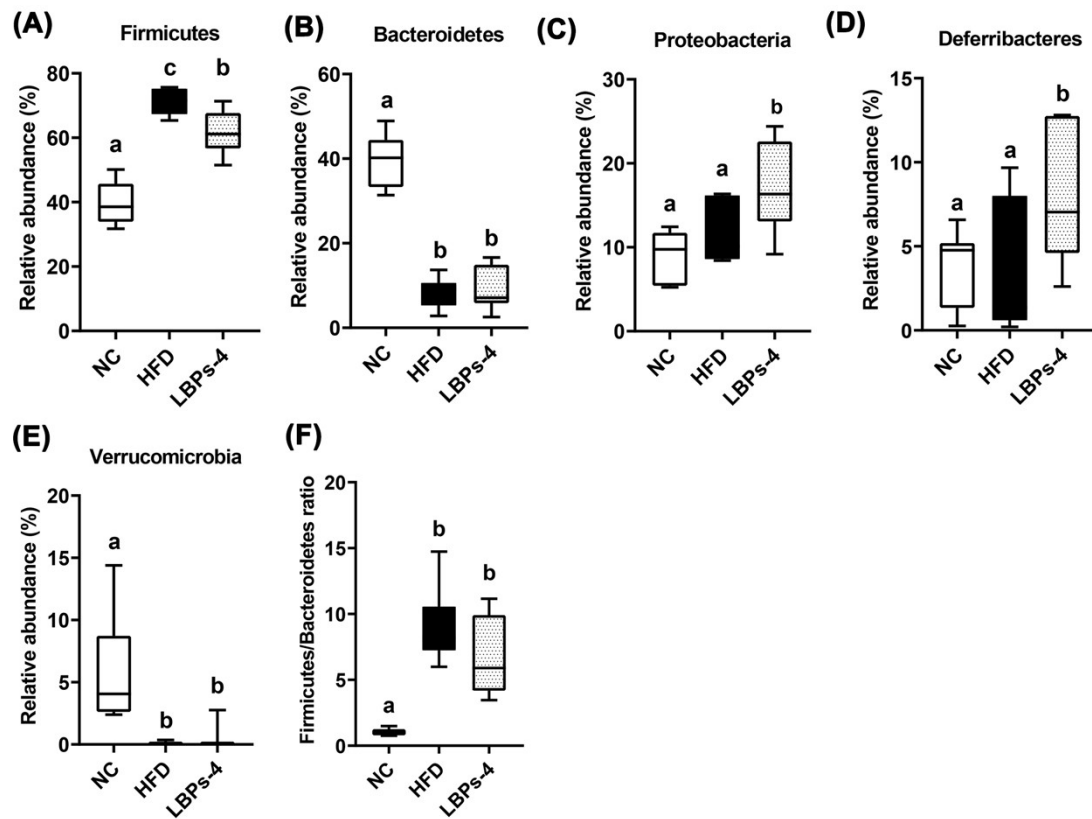 (A)
Firmicutes
Relative abundance (%)
80
60
40
20
0
a
c
b
NC
HFD
LBPs-4
(B)
Bacteroidetes
Relative abundance (%)
60
40
20
0
a
b
b
NC
HFD
LBPs-4
(C)
Proteobacteria
Relative abundance (%)
30
20
10
0
a
a
b
NC
HFD
LBPs-4
(D)
Deferribacteres
Relative abundance (%)
15
10
5
0
a
a
b
NC
HFD
LBPs-4
(E)
Verrucomicrobia
Relative abundance (%)
20
15
10
5
0
a
b
b
NC
HFD
LBPs-4
(F)
Firmicutes/Bacteroidetes ratio
20
15
10
5
0
a
b
b
NC
HFD
LBPs-4